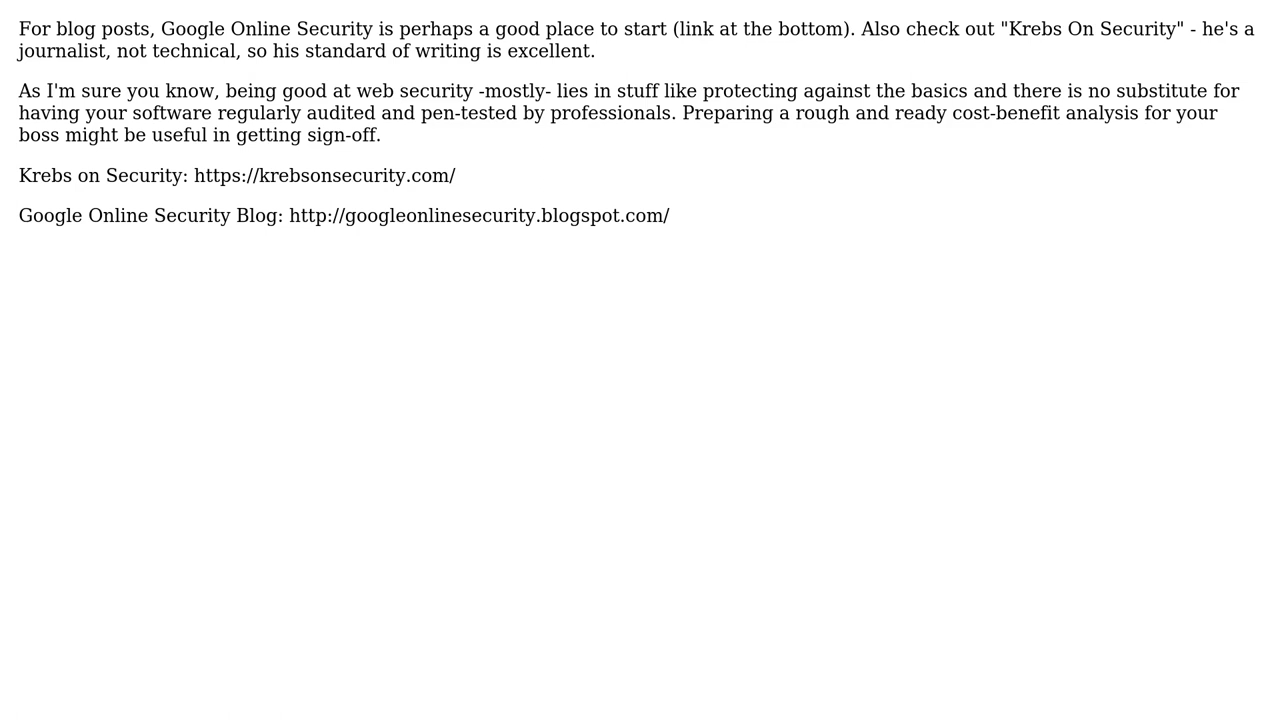 For blog posts, Google Online Security is perhaps a good place to start (link at the bottom). Also check out "Krebs On Security" - he's a
journalist, not technical, so his standard of writing is excellent.
As I'm sure you know, being good at web security -mostly- lies in stuff like protecting against the basics and there is no substitute for
having your software regularly audited and pen-tested by professionals. Preparing a rough and ready cost-benefit analysis for your
boss might be useful in getting sign-off.
Krebs on Security: https://krebsonsecurity.com/
Google Online Security Blog: http://googleonlinesecurity.blogspot.com/